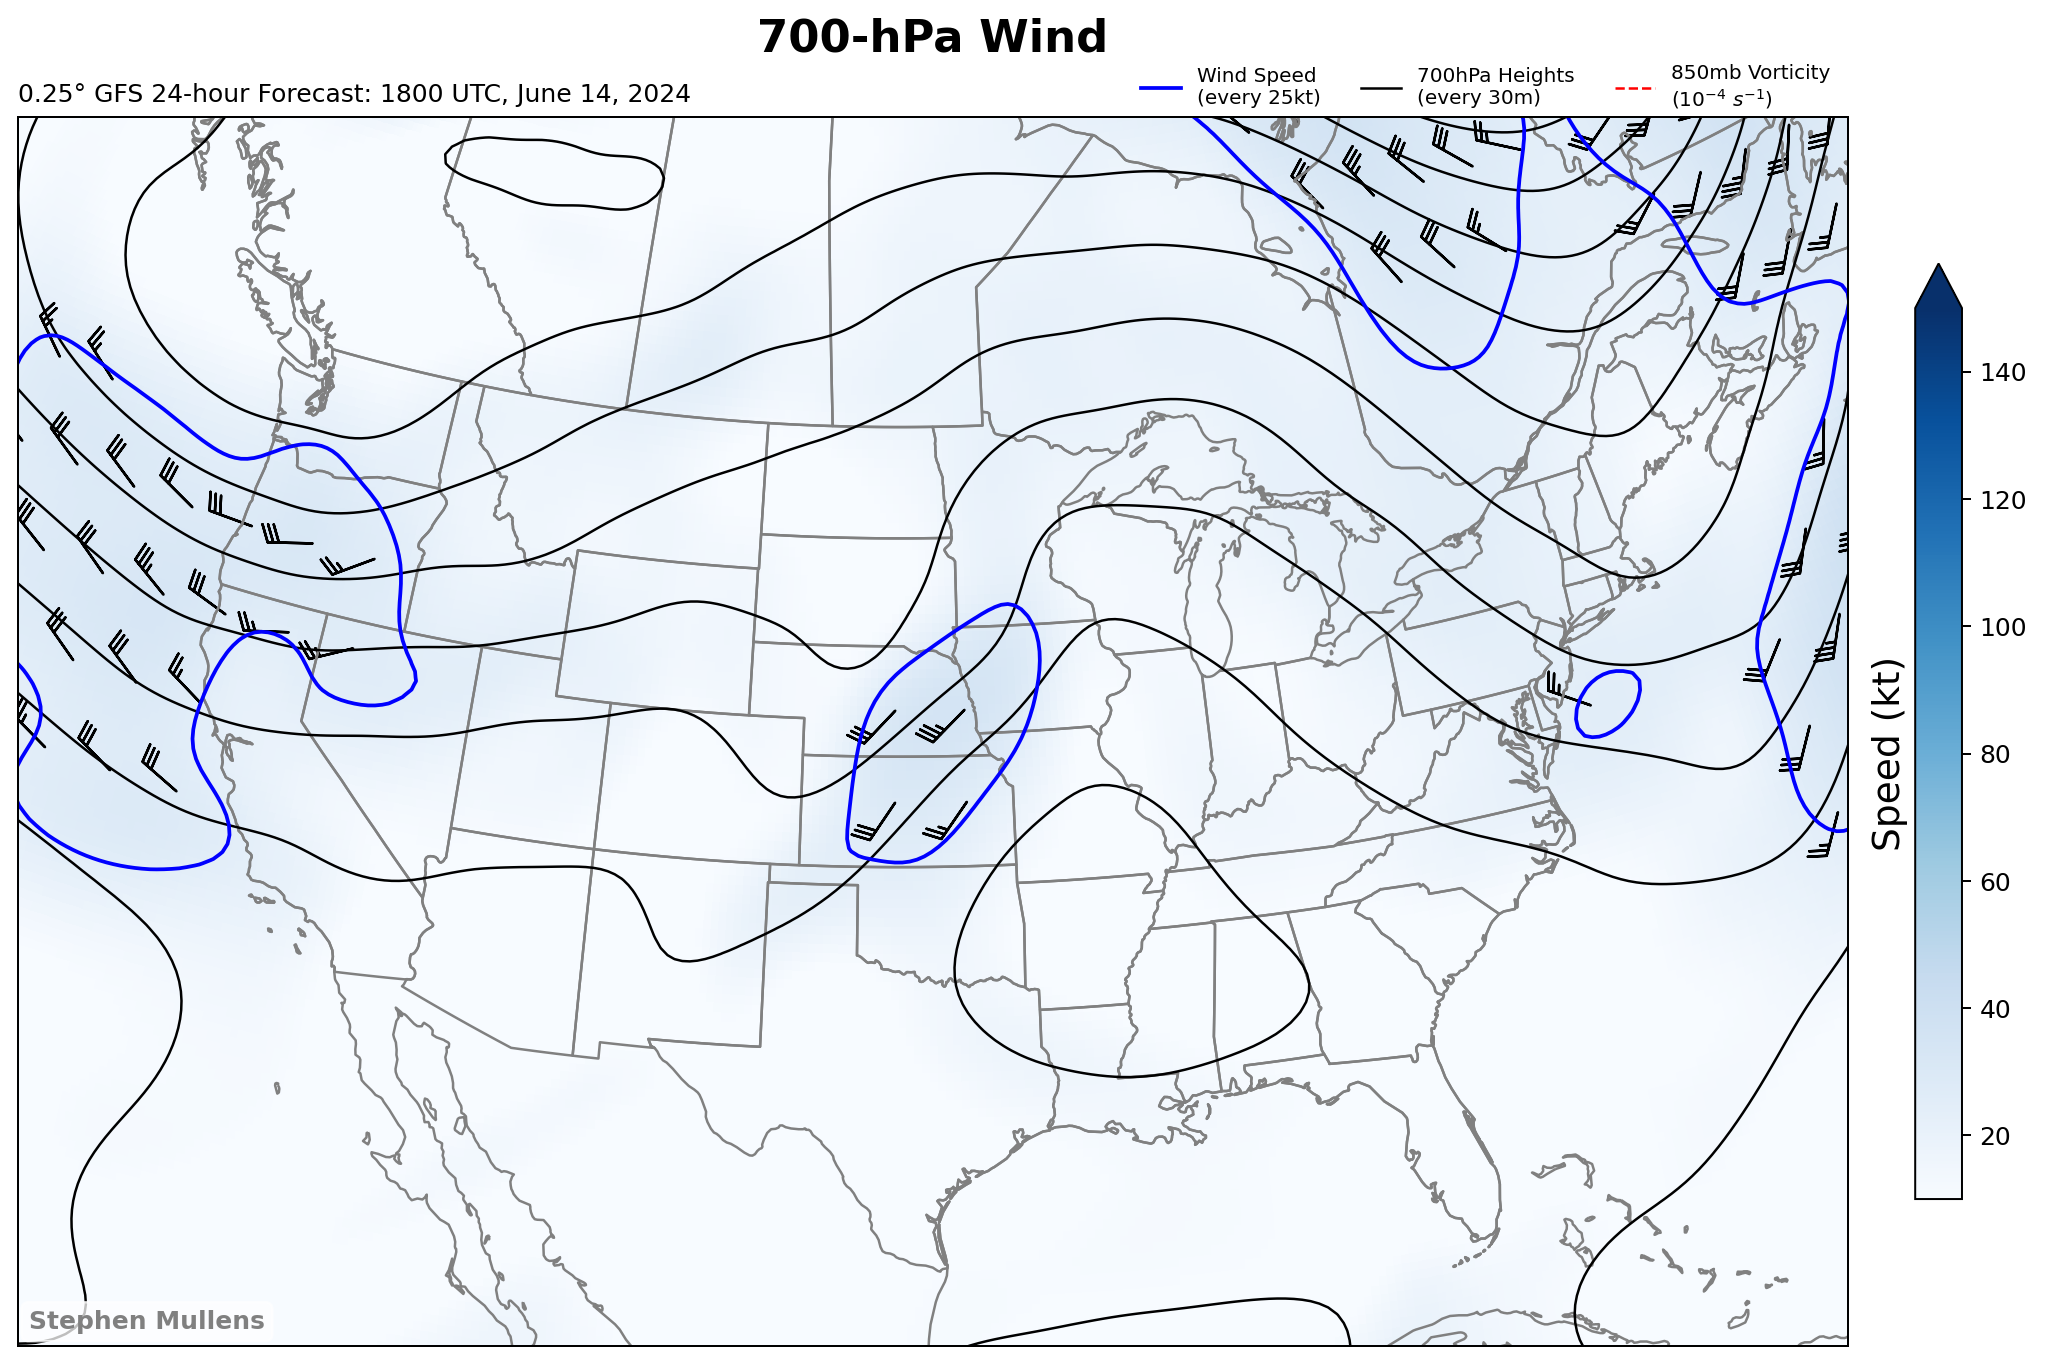 700-hPa Wind
0.25° GFS 24-hour Forecast: 1800 UTC, June 14, 2024
Wind Speed
(every 25kt)
700hPa Heights
(every 30m)
850mb Vorticity
(10⁻⁴ s⁻¹)
140
120
100
80
60
40
20
Speed (kt)
Stephen Mullens